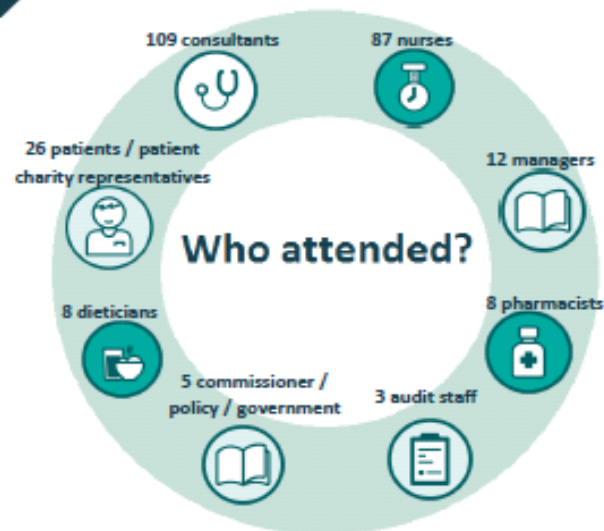 109 consultants
87 nurses
26 patients / patient
charity representatives
12 managers
Who attended?
8 dieticians
8 pharmacists
5 commissioner /
policy / government
3 audit staff